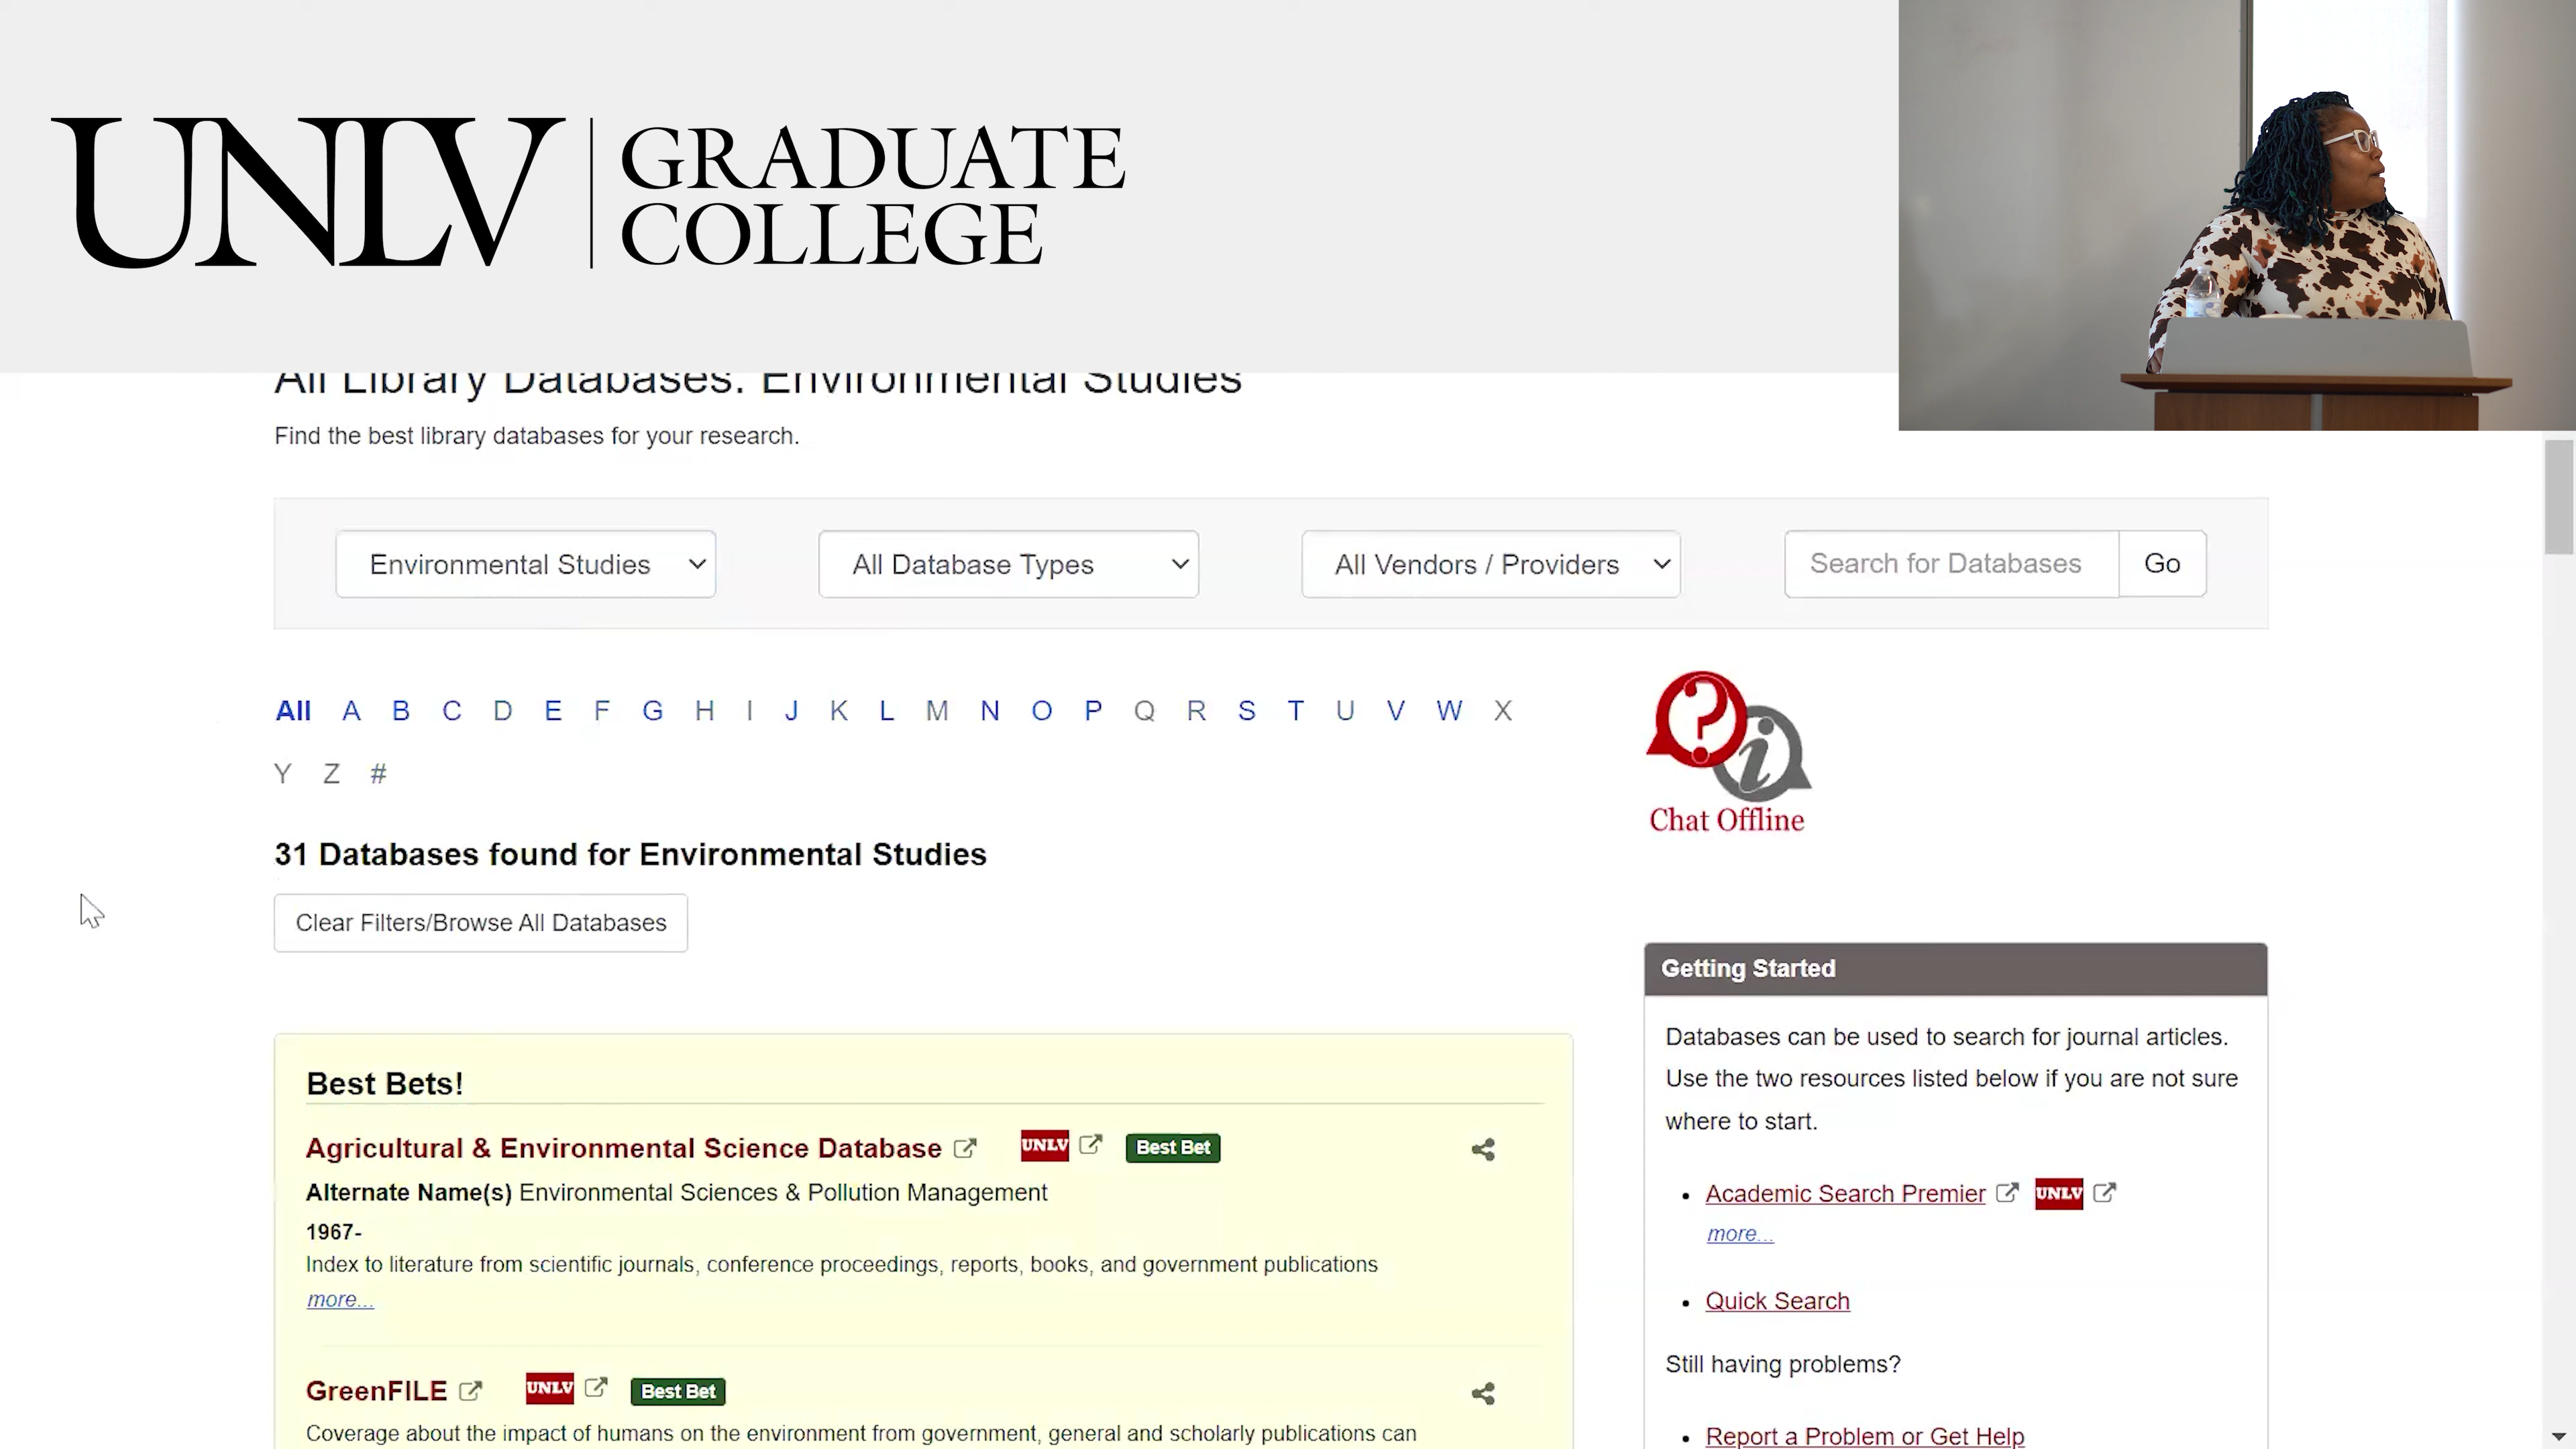 UNLV
GRADUATE
COLLEGE
All Library Databases: Environmental Studies
Find the best library databases for your research.
Environmental Studies
All Database Types
All Vendors / Providers
Search for Databases
Go
All A B C D E F G H I J K L M N O P Q R S T U V W X
Y Z #
Chat Offline
31 Databases found for Environmental Studies
Clear Filters/Browse All Databases
Best Bets!
Agricultural & Environmental Science Database UNLV Best Bet
Alternate Name(s) Environmental Sciences & Pollution Management
1967-
Index to literature from scientific journals, conference proceedings, reports, books, and government publications
more...
GreenFILE UNLV Best Bet
Coverage about the impact of humans on the environment from government, general and scholarly publications can
Getting Started
Databases can be used to search for journal articles.
Use the two resources listed below if you are not sure
where to start.
• Academic Search Premier UNLV
more...
• Quick Search
Still having problems?
• Report a Problem or Get Help